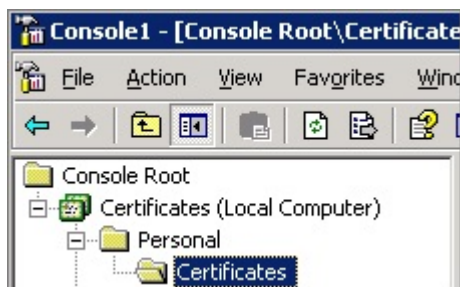 Console1 - [Console Root\Certificate
File Action View Favorites Wind
Console Root
Certificates (Local Computer)
Personal
Certificates